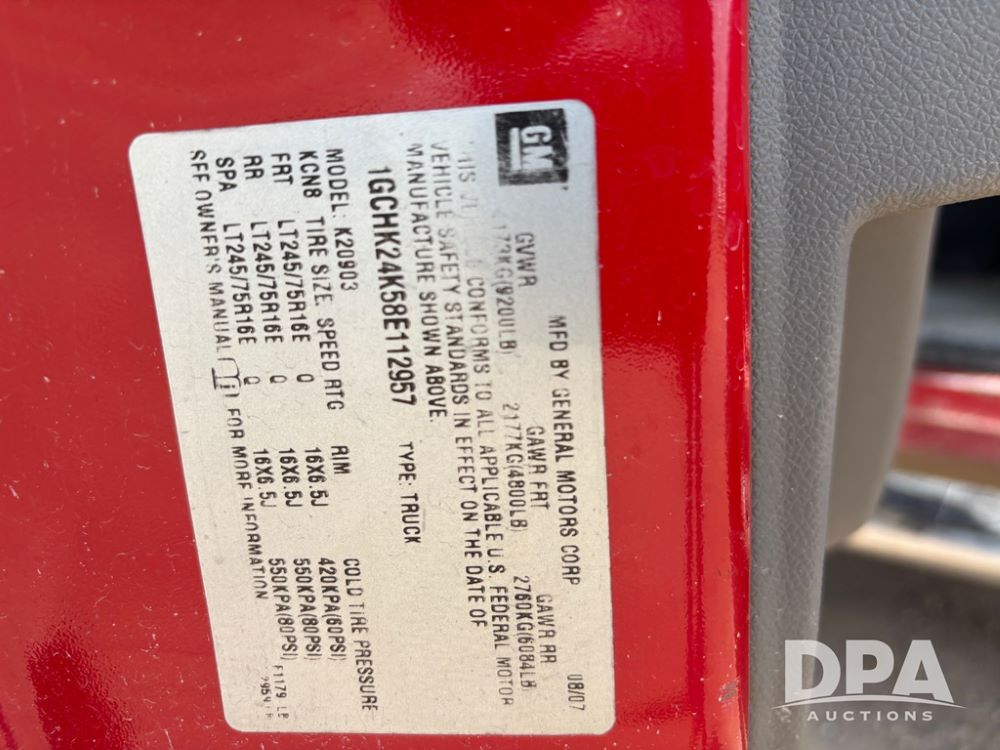 GM
MFD BY GENERAL MOTORS CORP 08/07
GVWR GAWR FRT GAWR RR
173KG(9200LB) 2177KG(4800LB) 2760KG(6084LB
CONFORMS TO ALL APPLICABLE U.S. FEDERAL MOTOR
VEHICLE SAFETY STANDARDS IN EFFECT ON THE DATE OF
MANUFACTURE SHOWN ABOVE.
1GCHK24K58E112957 TYPE: TRUCK
MODEL: K20903
KCN8 TIRE SIZE SPEED RTG RIM COLD TIRE PRESSURE
FRT LT245/75R16E Q 16X6.5J 420KPA(60PSI)
RR LT245/75R16E Q 16X6.5J 550KPA(80PSI)
SPA LT245/75R16E Q 16X6.5J 550KPA(80PSI)
SEE OWNER'S MANUAL FOR MORE INFORMATION
DPA
AUCTIONS